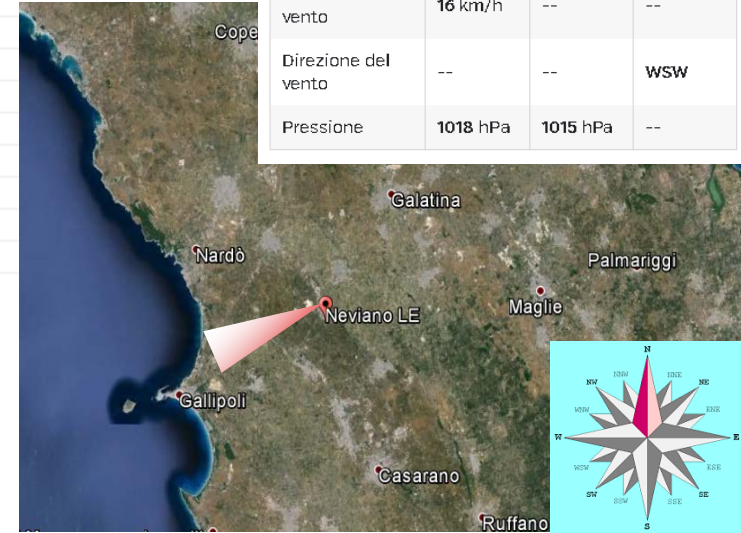 vento
16 km/h
--
--
Direzione del
vento
--
--
WSW
Pressione
1018 hPa
1015 hPa
--
Cope
Galatina
Nardò
Palmariggi
Neviano LE
Maglie
Gallipoli
Casarano
Ruffano
N
NNW
NNE
NW
NE
WNW
ENE
W
E
WSW
ESE
SW
SE
SSW
SSE
S